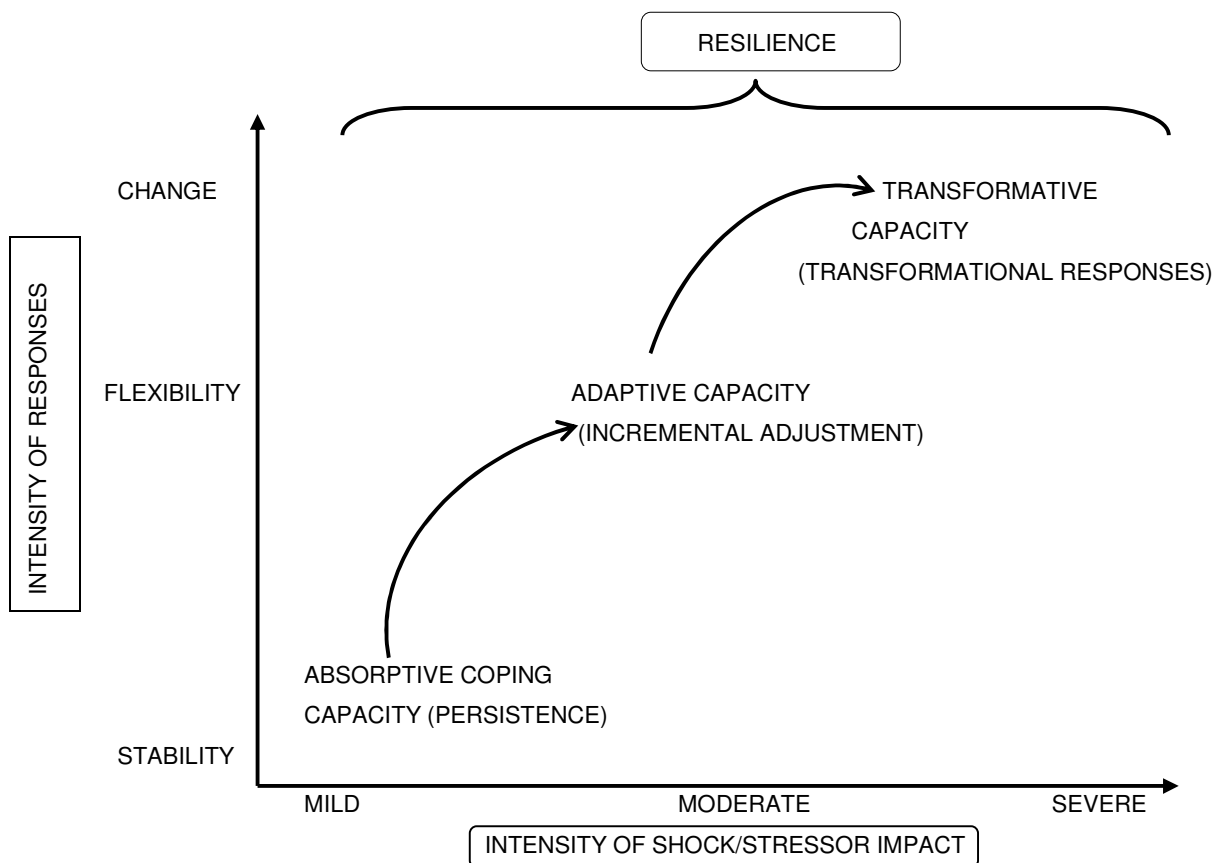 RESILIENCE
CHANGE
TRANSFORMATIVE
CAPACITY
(TRANSFORMATIONAL RESPONSES)
INTENSITY OF RESPONSES
FLEXIBILITY
ADAPTIVE CAPACITY
(INCREMENTAL ADJUSTMENT)
ABSORPTIVE COPING
CAPACITY (PERSISTENCE)
STABILITY
MILD
MODERATE
SEVERE
INTENSITY OF SHOCK/STRESSOR IMPACT